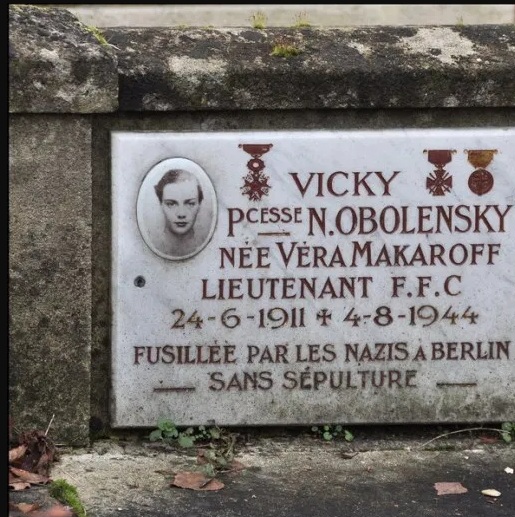 VICKY
PCESSE N. OBOLENSKY
NÉE VÉRA MAKAROFF
LIEUTENANT F.F.C
24-6-1911 ✝ 4-8-1944
FUSILLÉE PAR LES NAZIS A BERLIN
SANS SÉPULTURE